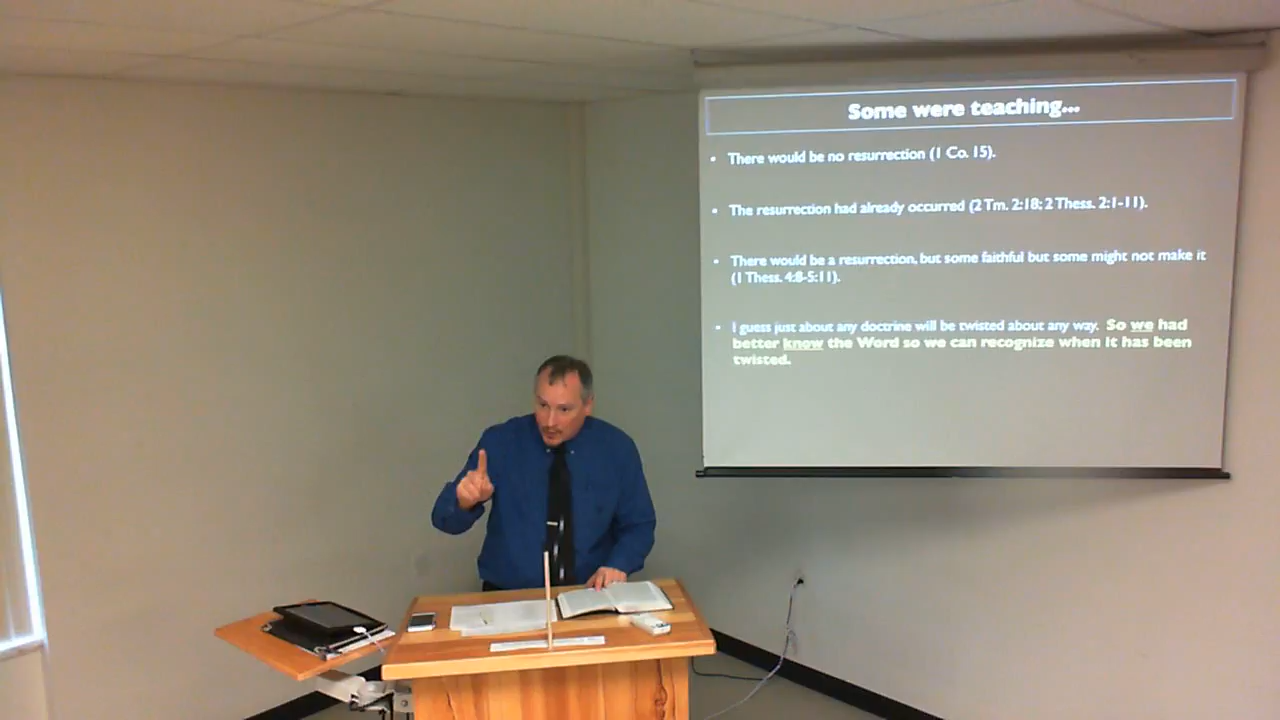 Some were teaching...
• There would be no resurrection (1 Co. 15).
• The resurrection had already occurred (2 Tm. 2:18; 2 Thess. 2:1-11).
• There would be a resurrection, but some faithful but some might not make it
(1 Thess. 4:8-5:11).
• I guess just about any doctrine will be twisted about any way. So we had
better know the Word so we can recognize when it has been
twisted.